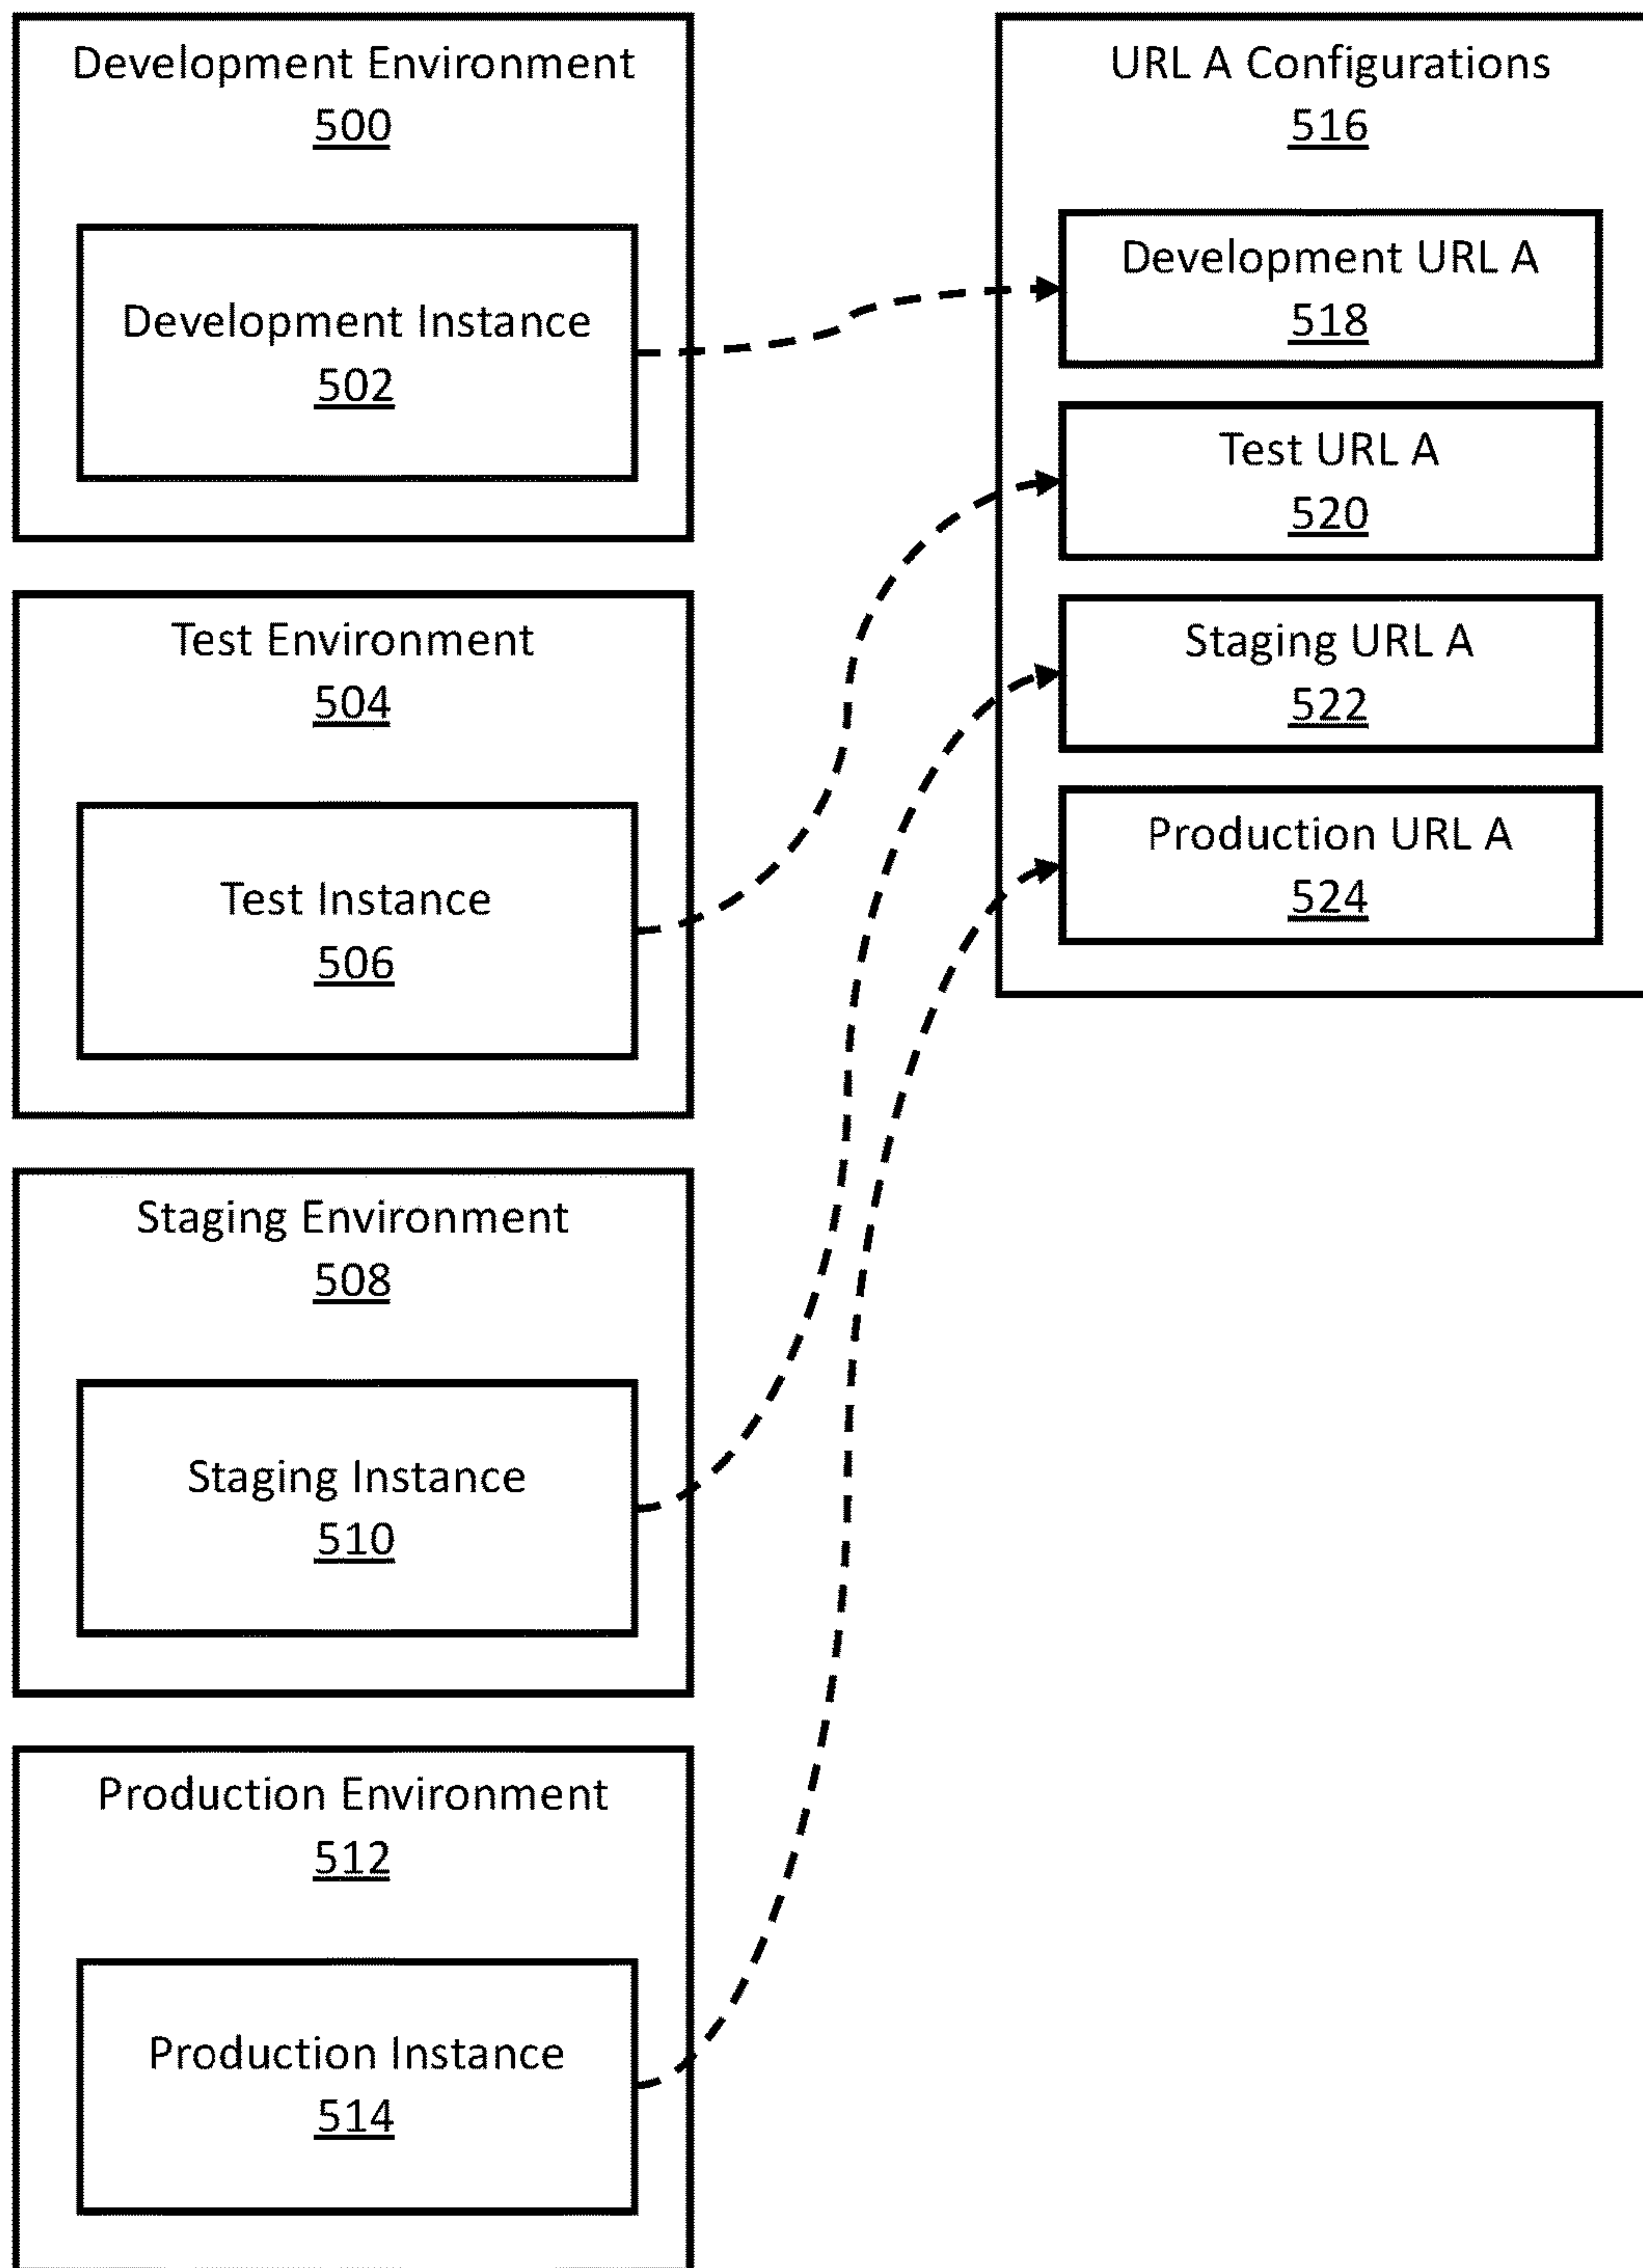 Development Environment
500
Development Instance
502
Test Environment
504
Test Instance
506
Staging Environment
508
Staging Instance
510
Production Environment
512
Production Instance
514
URL A Configurations
516
Development URL A
518
Test URL A
520
Staging URL A
522
Production URL A
524